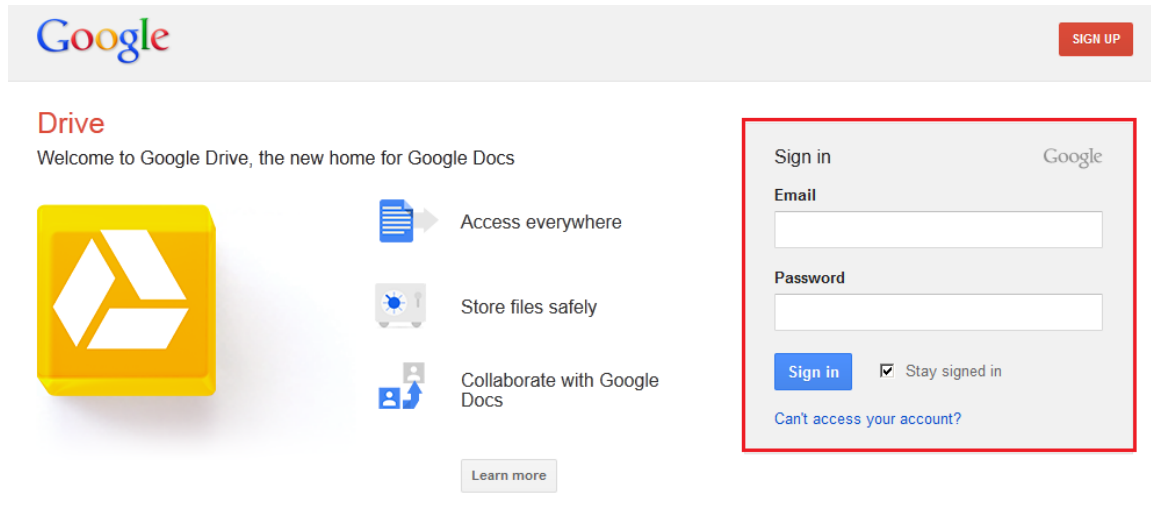 Google
SIGN UP
Drive
Welcome to Google Drive, the new home for Google Docs
Access everywhere
Store files safely
Collaborate with Google
Docs
Learn more
Sign in
Google
Email
Password
Sign in
Stay signed in
Can't access your account?